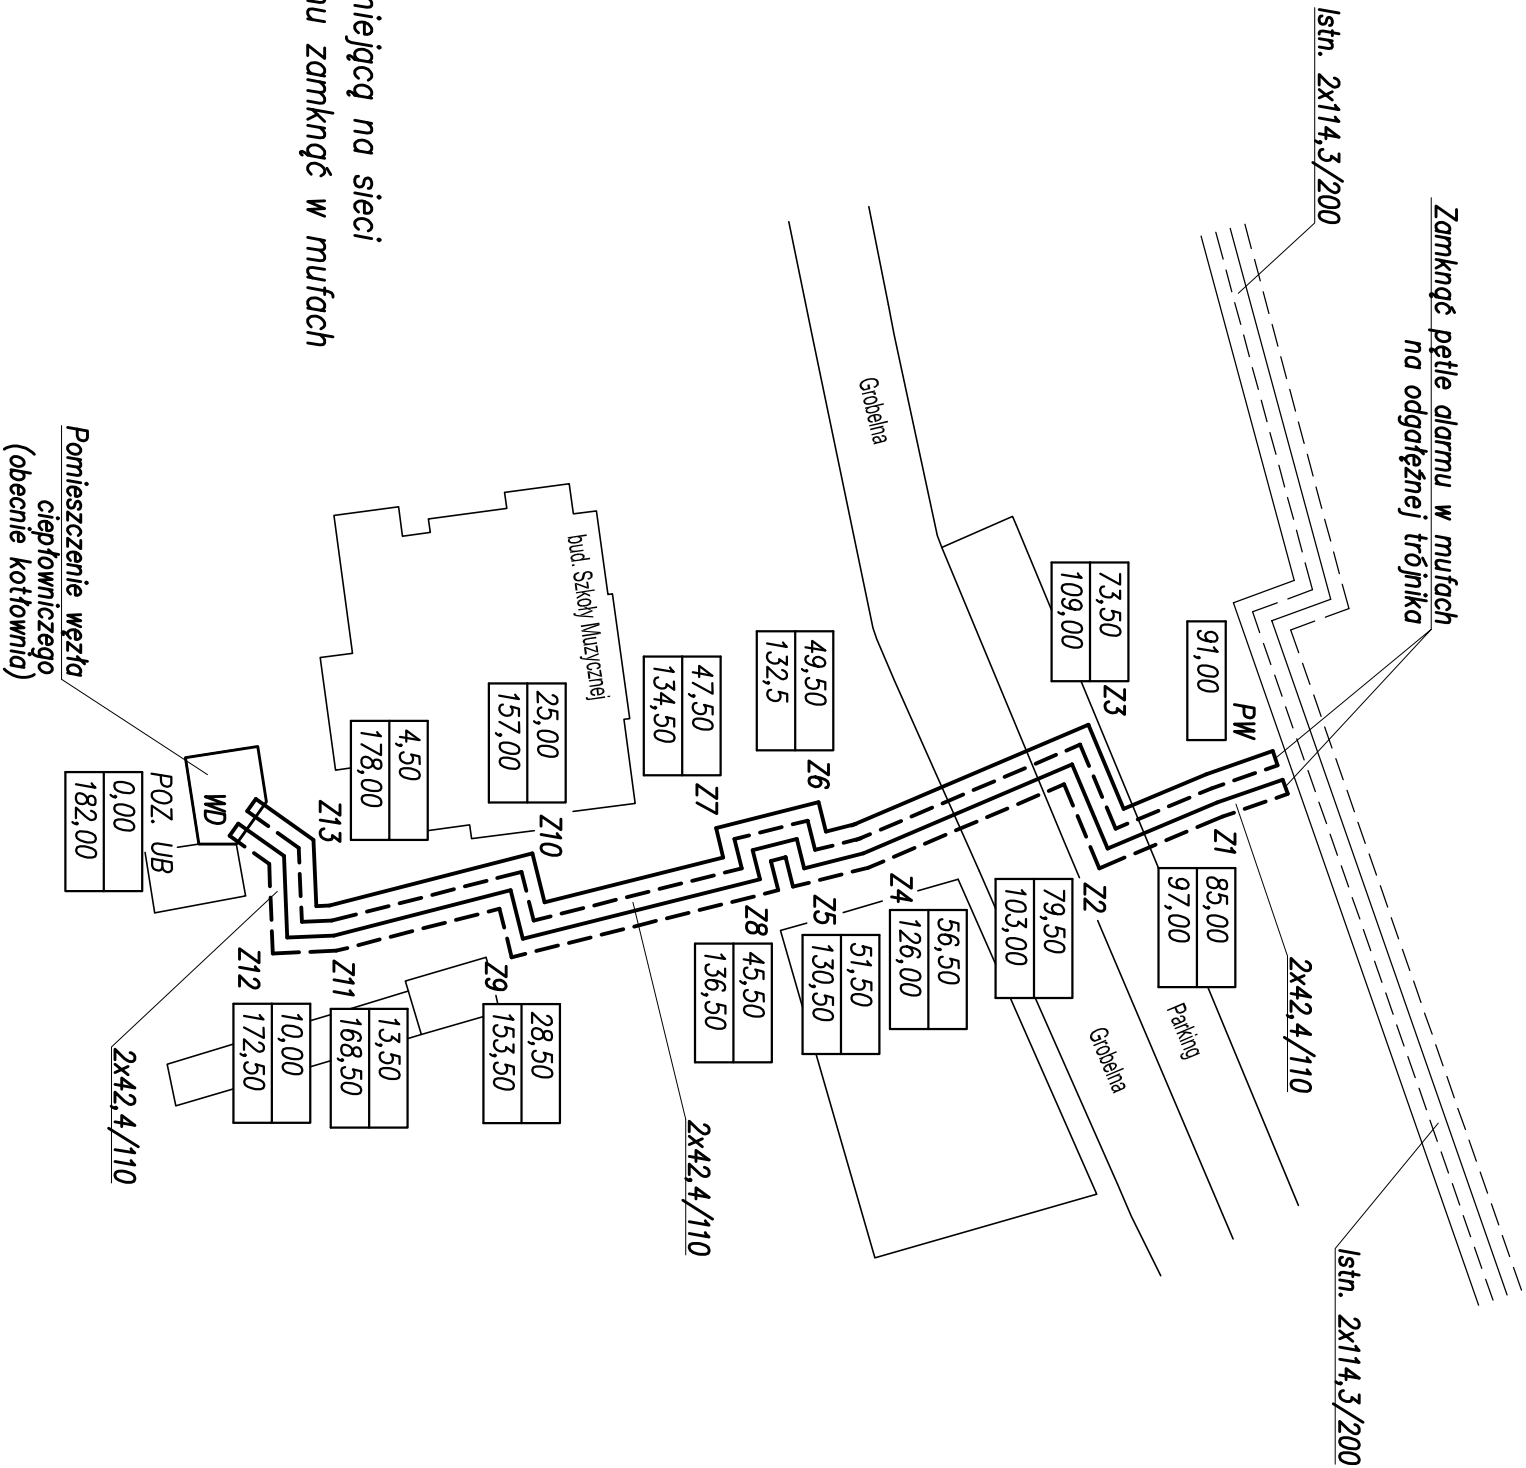 Istn. 2x114,3/200
Zamknąć pętle alarmu w mufach
na odgałęźnej trójnika
niejącą na sieci
zamknąć w mufach
Grobelna
73,50
109,00
Z3
91,00
PW
Z1
85,00
97,00
2x42,4/110
Z2
79,50
103,00
Parking
Grobelna
Istn. 2x114,3/200
bud. Szkoły Muzycznej
49,50
132,5
Z6
47,50
134,50
Z7
Z4
56,50
126,00
Z5
51,50
130,50
Z8
45,50
136,50
2x42,4/110
25,00
157,00
Z10
Z9
28,50
153,50
4,50
178,00
Z13
Z11
13,50
168,50
Z12
10,00
172,50
2x42,4/110
WD
POZ. UB
0,00
182,00
Pomieszczenie węzła
ciepłowniczego
(obecnie kotłownia)